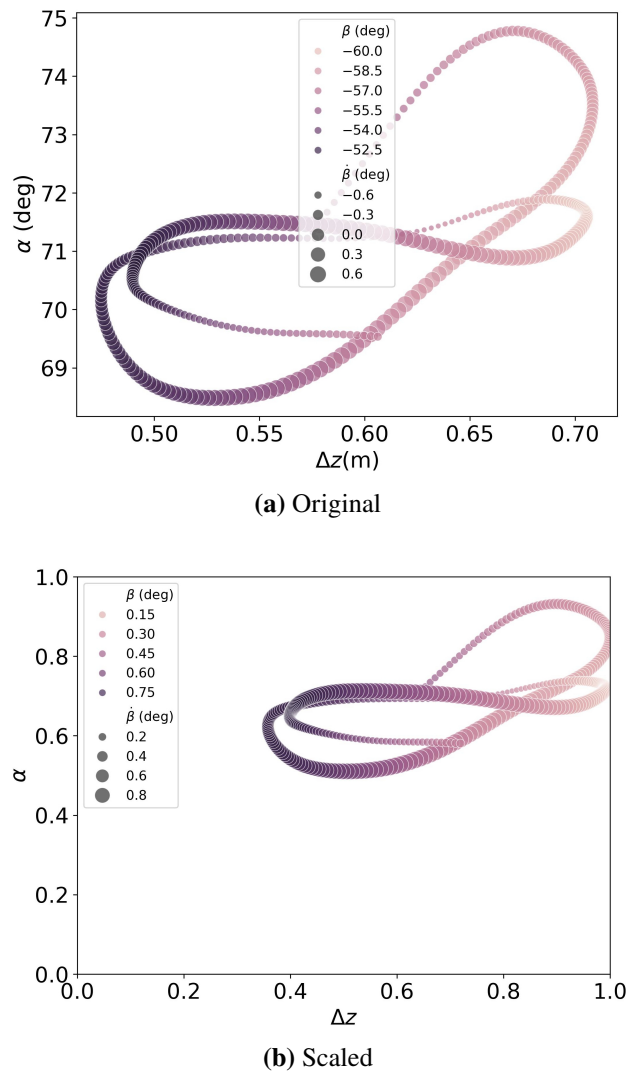 75
74
73
72
71
70
69
α (deg)
β (deg)
−60.0
−58.5
−57.0
−55.5
−54.0
−52.5
β̇ (deg)
−0.6
−0.3
0.0
0.3
0.6
0.50 0.55 0.60 0.65 0.70
Δz(m)
(a) Original
1.0
0.8
0.6
0.4
0.2
0.0
α
β (deg)
0.15
0.30
0.45
0.60
0.75
β̇ (deg)
0.2
0.4
0.6
0.8
0.0 0.2 0.4 0.6 0.8 1.0
Δz
(b) Scaled